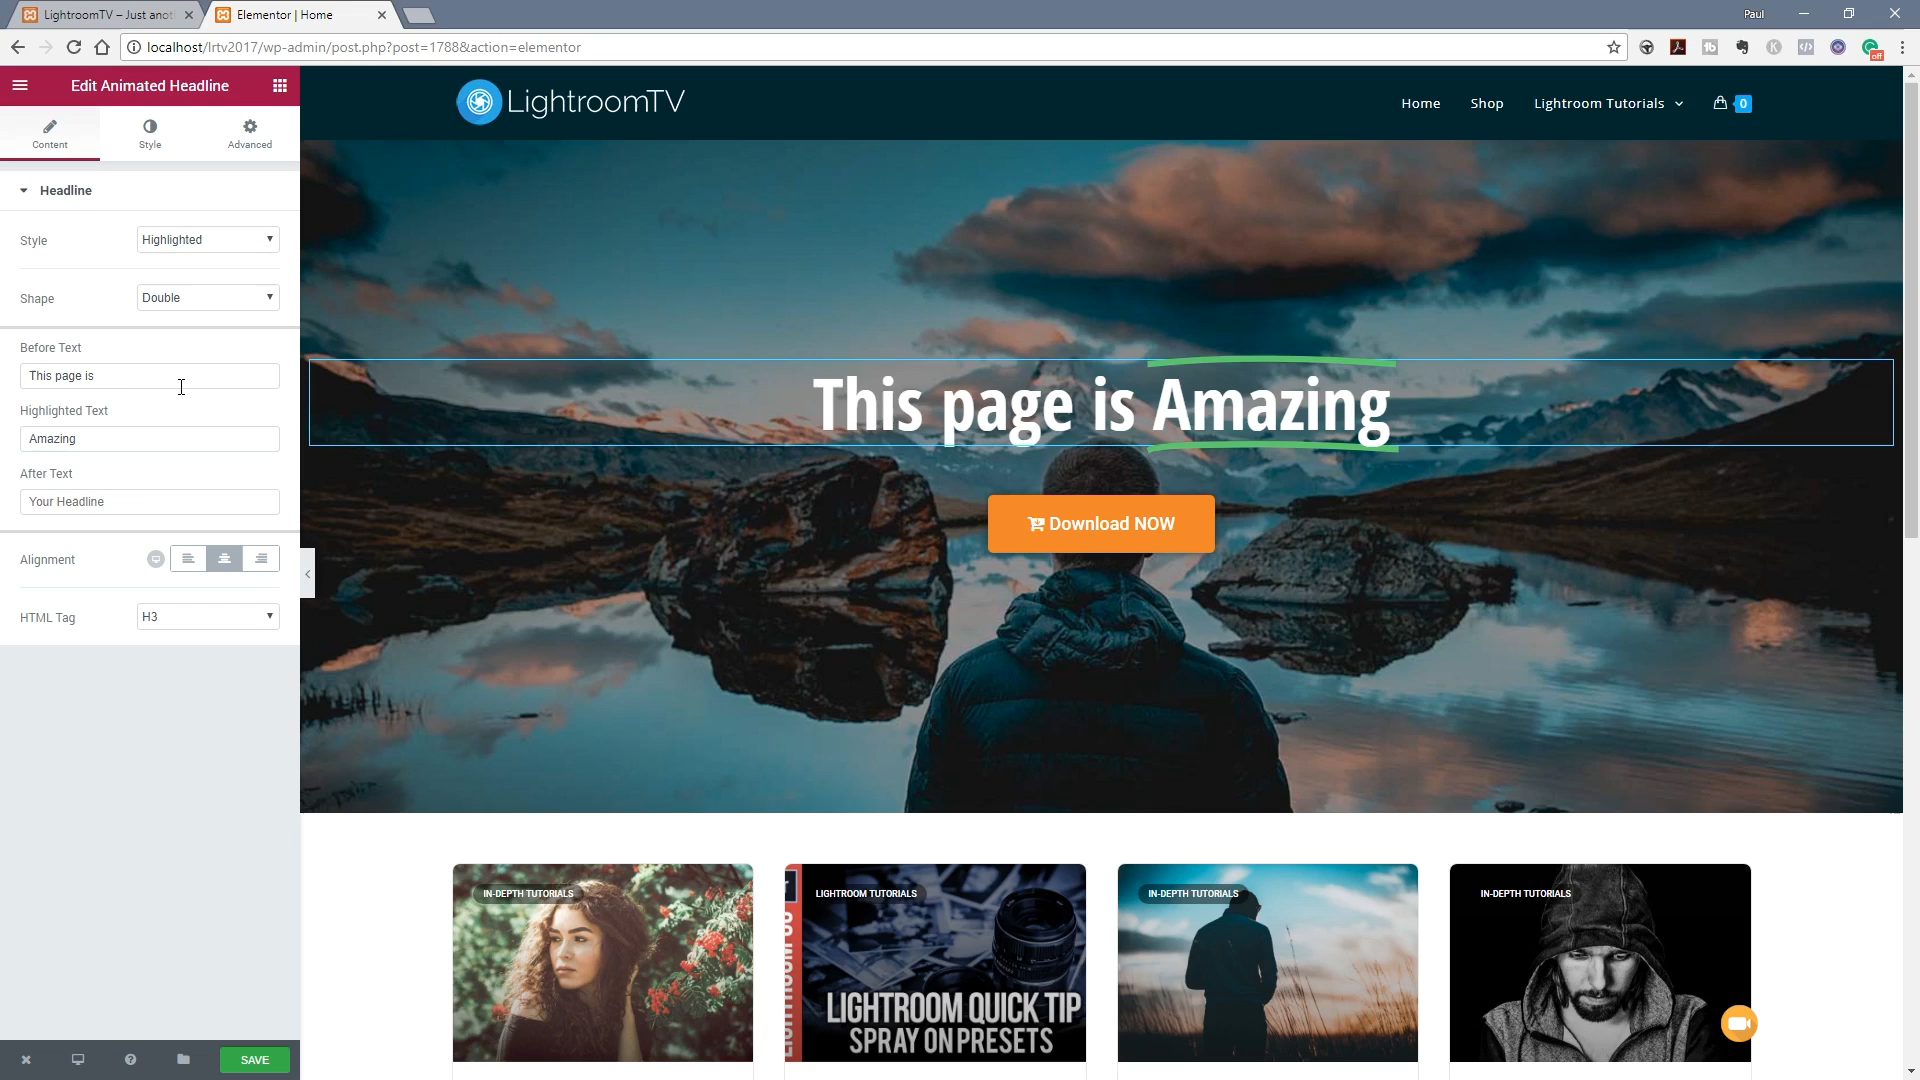 LightroomTV – Just anot
Elementor | Home
Paul
localhost/lrtv2017/wp-admin/post.php?post=1788&action=elementor
off
Edit Animated Headline
Content
Style
Advanced
Headline
Style
Highlighted
Shape
Double
Before Text
This page is
Highlighted Text
Amazing
After Text
Your Headline
Alignment
HTML Tag
H3
SAVE
LightroomTV
Home
Shop
Lightroom Tutorials
0
This page is Amazing
Download NOW
IN-DEPTH TUTORIALS
LIGHTROOM TUTORIALS
LIGHTROOM QUICK TIP
SPRAY ON PRESETS
IN-DEPTH TUTORIALS
IN-DEPTH TUTORIALS